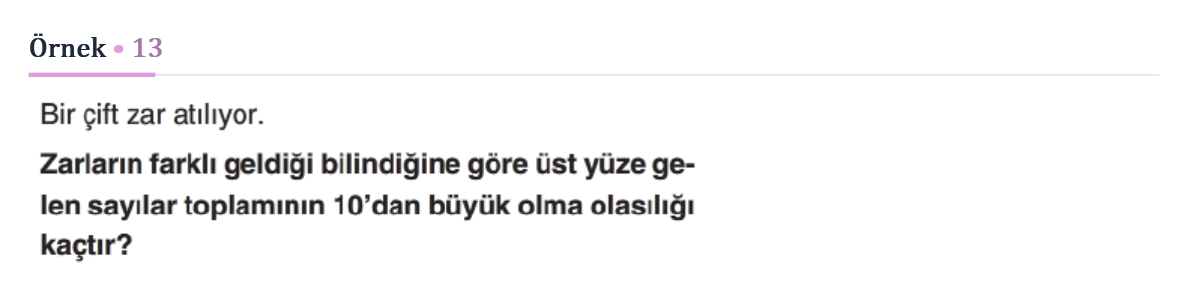 Örnek • 13
Bir çift zar atılıyor.
Zarların farklı geldiği bilindiğine göre üst yüze ge-
len sayılar toplamının 10’dan büyük olma olasılığı
kaçtır?